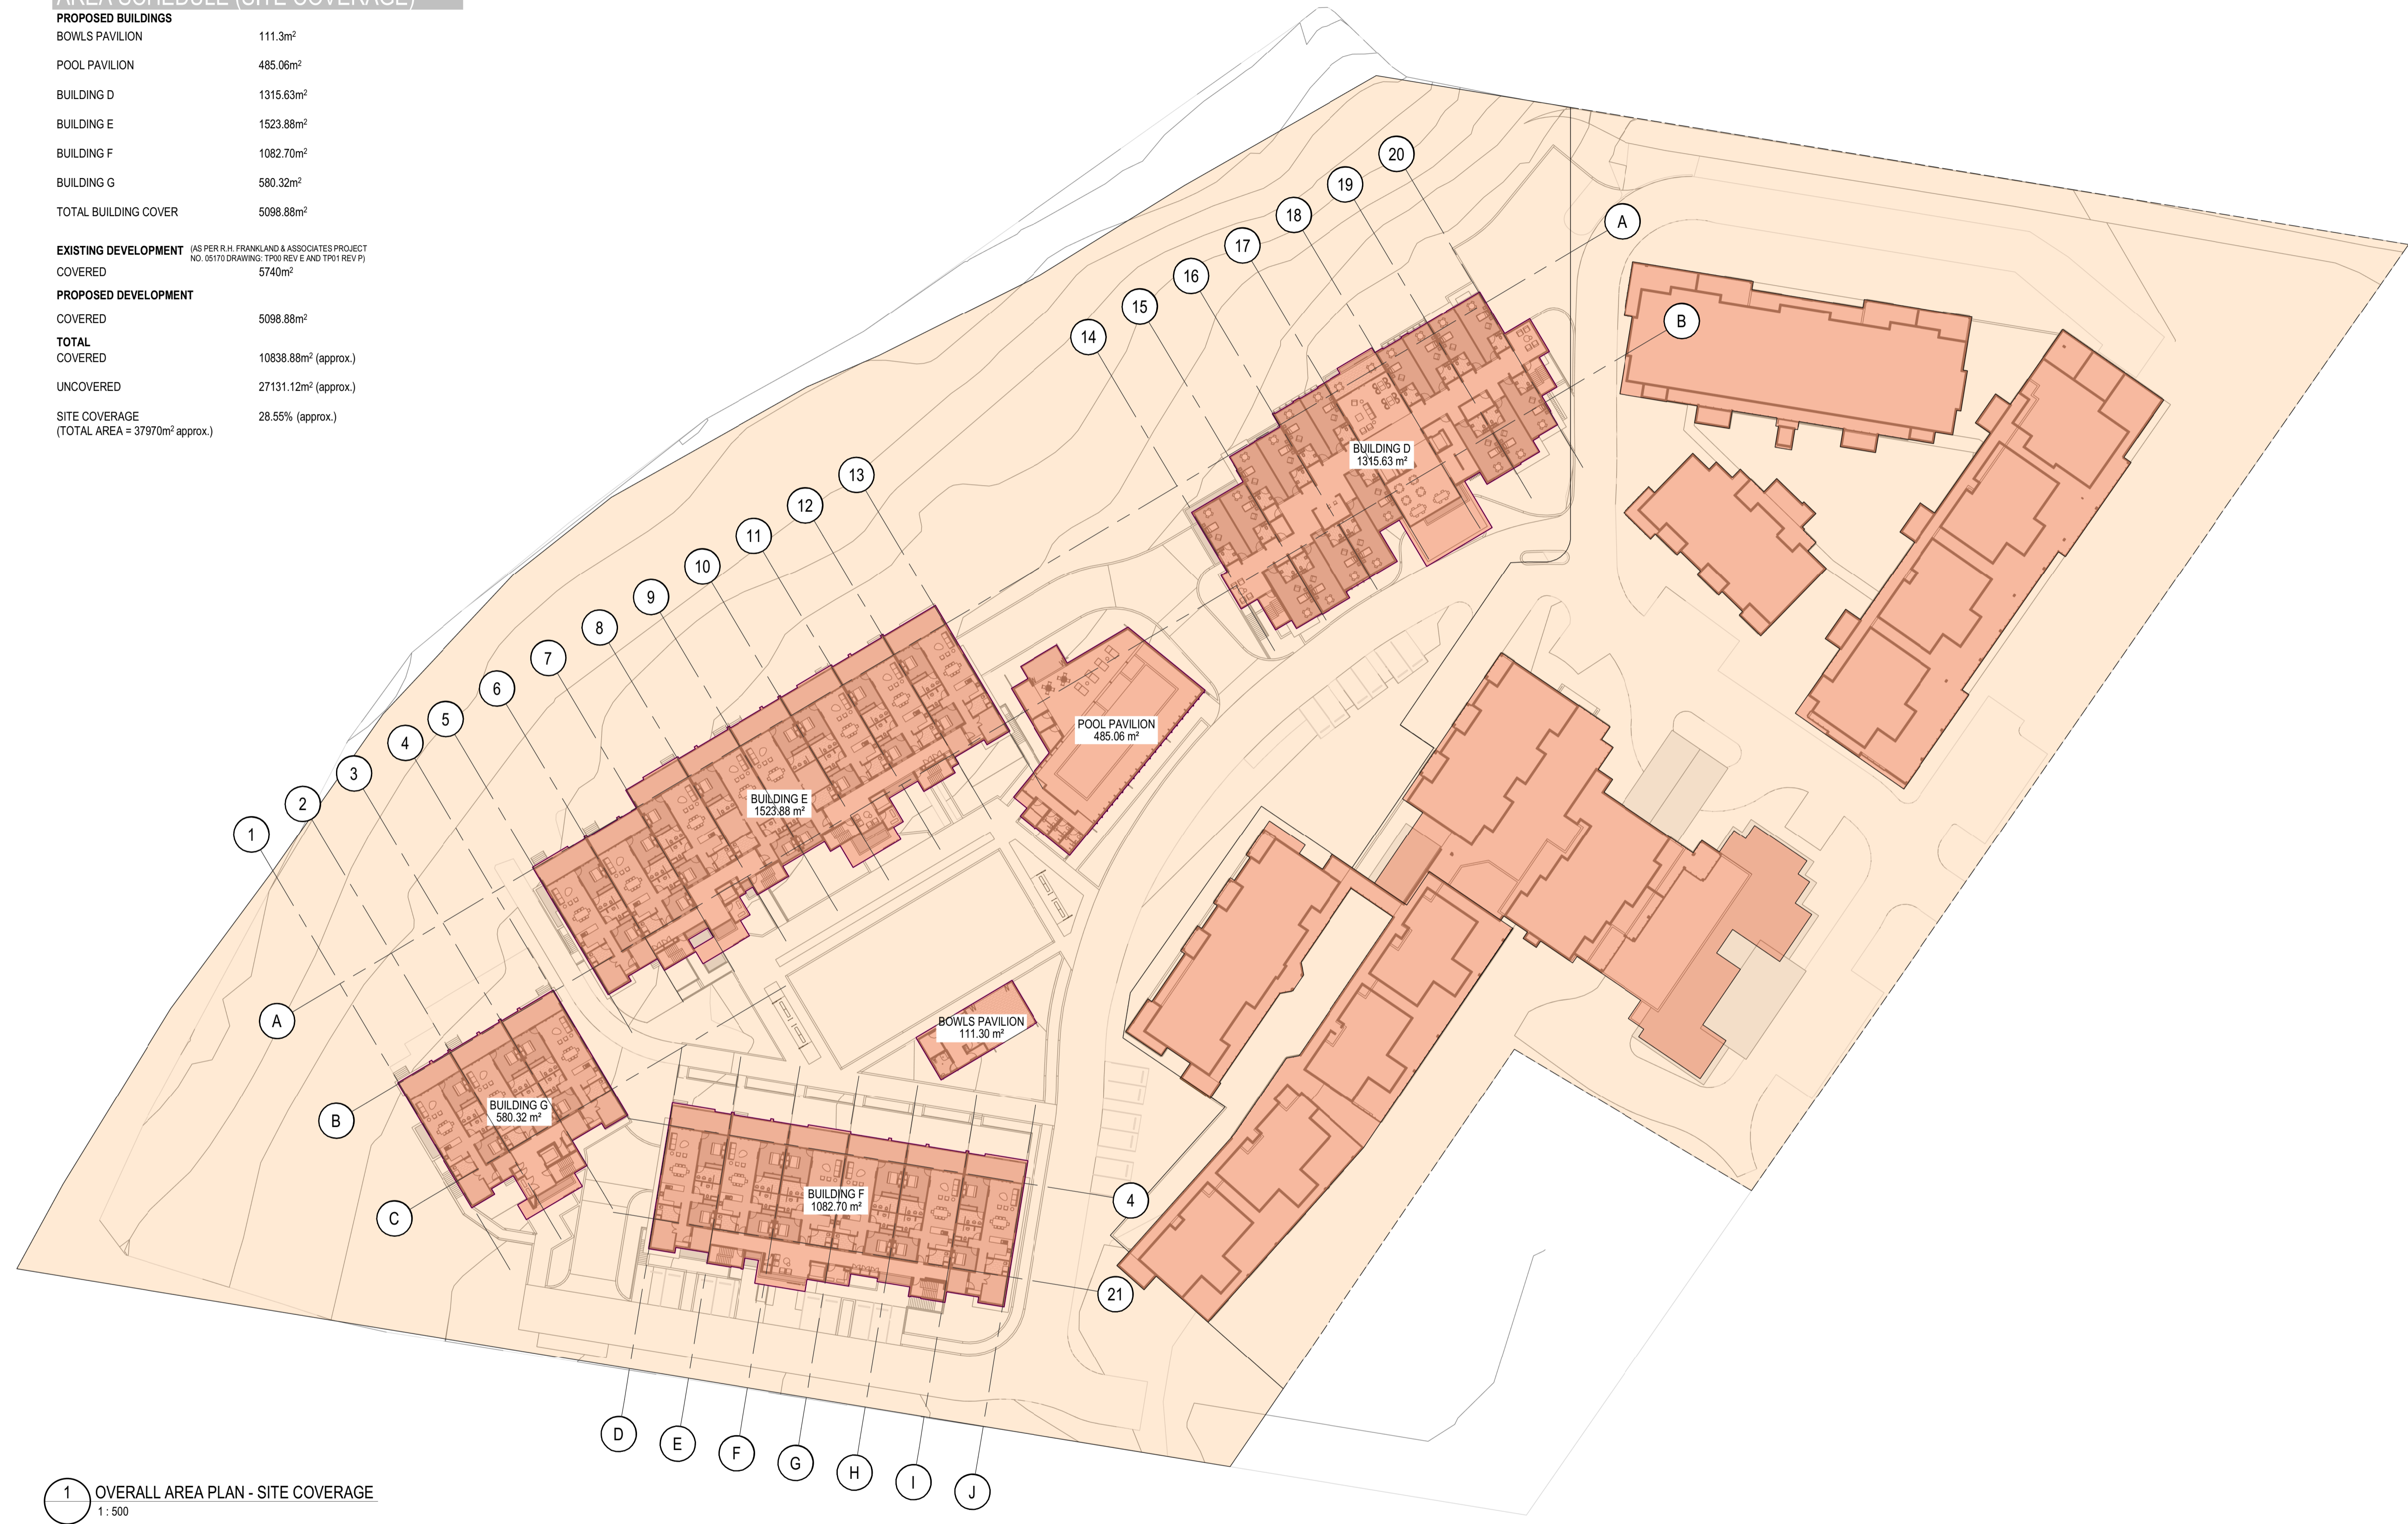 AREA SCHEDULE (SITE COVERAGE)
PROPOSED BUILDINGS
BOWLS PAVILION 111.3m²
POOL PAVILION 485.06m²
BUILDING D 1315.63m²
BUILDING E 1523.88m²
BUILDING F 1082.70m²
BUILDING G 580.32m²
TOTAL BUILDING COVER 5098.88m²
EXISTING DEVELOPMENT (AS PER R.H. FRANKLAND & ASSOCIATES PROJECT
NO. 05170 DRAWING: TP00 REV E AND TP01 REV P)
COVERED 5740m²
PROPOSED DEVELOPMENT
COVERED 5098.88m²
TOTAL
COVERED 10838.88m² (approx.)
UNCOVERED 27131.12m² (approx.)
SITE COVERAGE 28.55% (approx.)
(TOTAL AREA = 37970m² approx.)
20
19
18
17
16
15
14
A
B
13
12
11
10
9
8
7
6
5
4
3
2
1
BUILDING D
1315.63 m²
POOL PAVILION
485.06 m²
BUILDING E
1523.88 m²
BOWLS PAVILION
111.30 m²
A
B
C
BUILDING G
580.32 m²
BUILDING F
1082.70 m²
4
21
D
E
F
G
H
I
J
1 OVERALL AREA PLAN - SITE COVERAGE
1 : 500